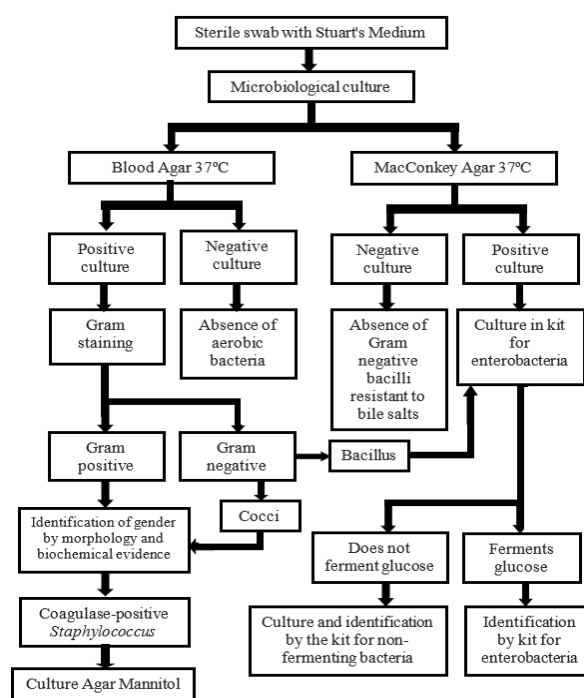 Sterile swab with Stuart's Medium
Microbiological culture
Blood Agar 37ºC
MacConkey Agar 37ºC
Positive
culture
Negative
culture
Negative
culture
Positive
culture
Gram
staining
Absence of
aerobic
bacteria
Absence of
Gram
negative
bacilli
resistant to
bile salts
Culture in kit
for
enterobacteria
Gram
positive
Gram
negative
Bacillus
Cocci
Identification of gender
by morphology and
biochemical evidence
Does not
ferment glucose
Ferments
glucose
Coagulase-positive
Staphylococcus
Culture and identification
by the kit for non-
fermenting bacteria
Identification
by kit for
enterobacteria
Culture Agar Mannitol